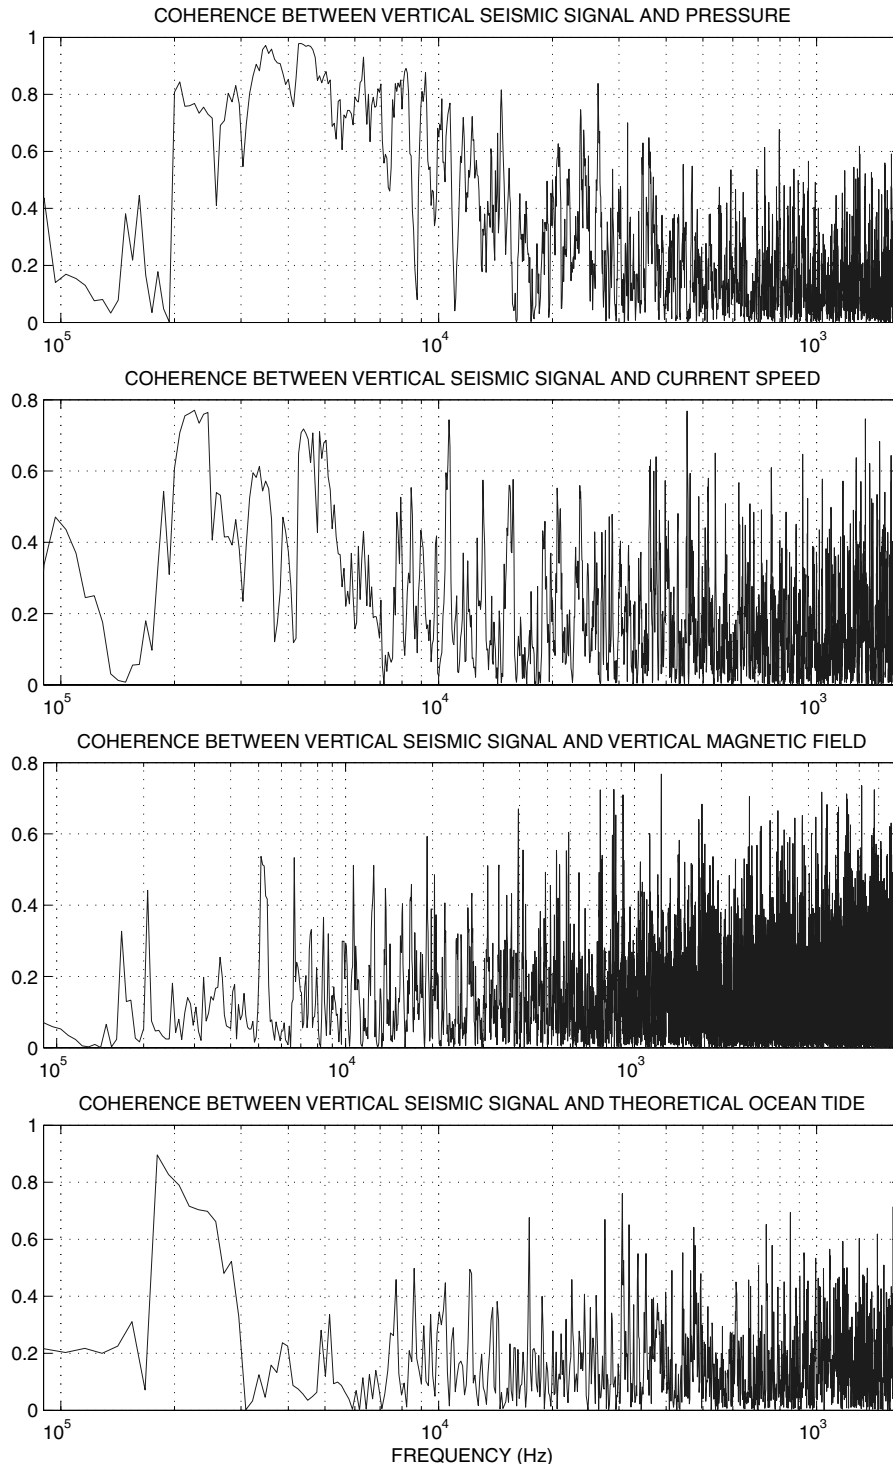 COHERENCE BETWEEN VERTICAL SEISMIC SIGNAL AND PRESSURE
1
0.8
0.6
0.4
0.2
0
10^5 10^4 10^3
COHERENCE BETWEEN VERTICAL SEISMIC SIGNAL AND CURRENT SPEED
0.8
0.6
0.4
0.2
0
10^5 10^4 10^3
COHERENCE BETWEEN VERTICAL SEISMIC SIGNAL AND VERTICAL MAGNETIC FIELD
0.8
0.6
0.4
0.2
0
10^5 10^4 10^3
COHERENCE BETWEEN VERTICAL SEISMIC SIGNAL AND THEORETICAL OCEAN TIDE
1
0.8
0.6
0.4
0.2
0
10^5 10^4 10^3
FREQUENCY (Hz)